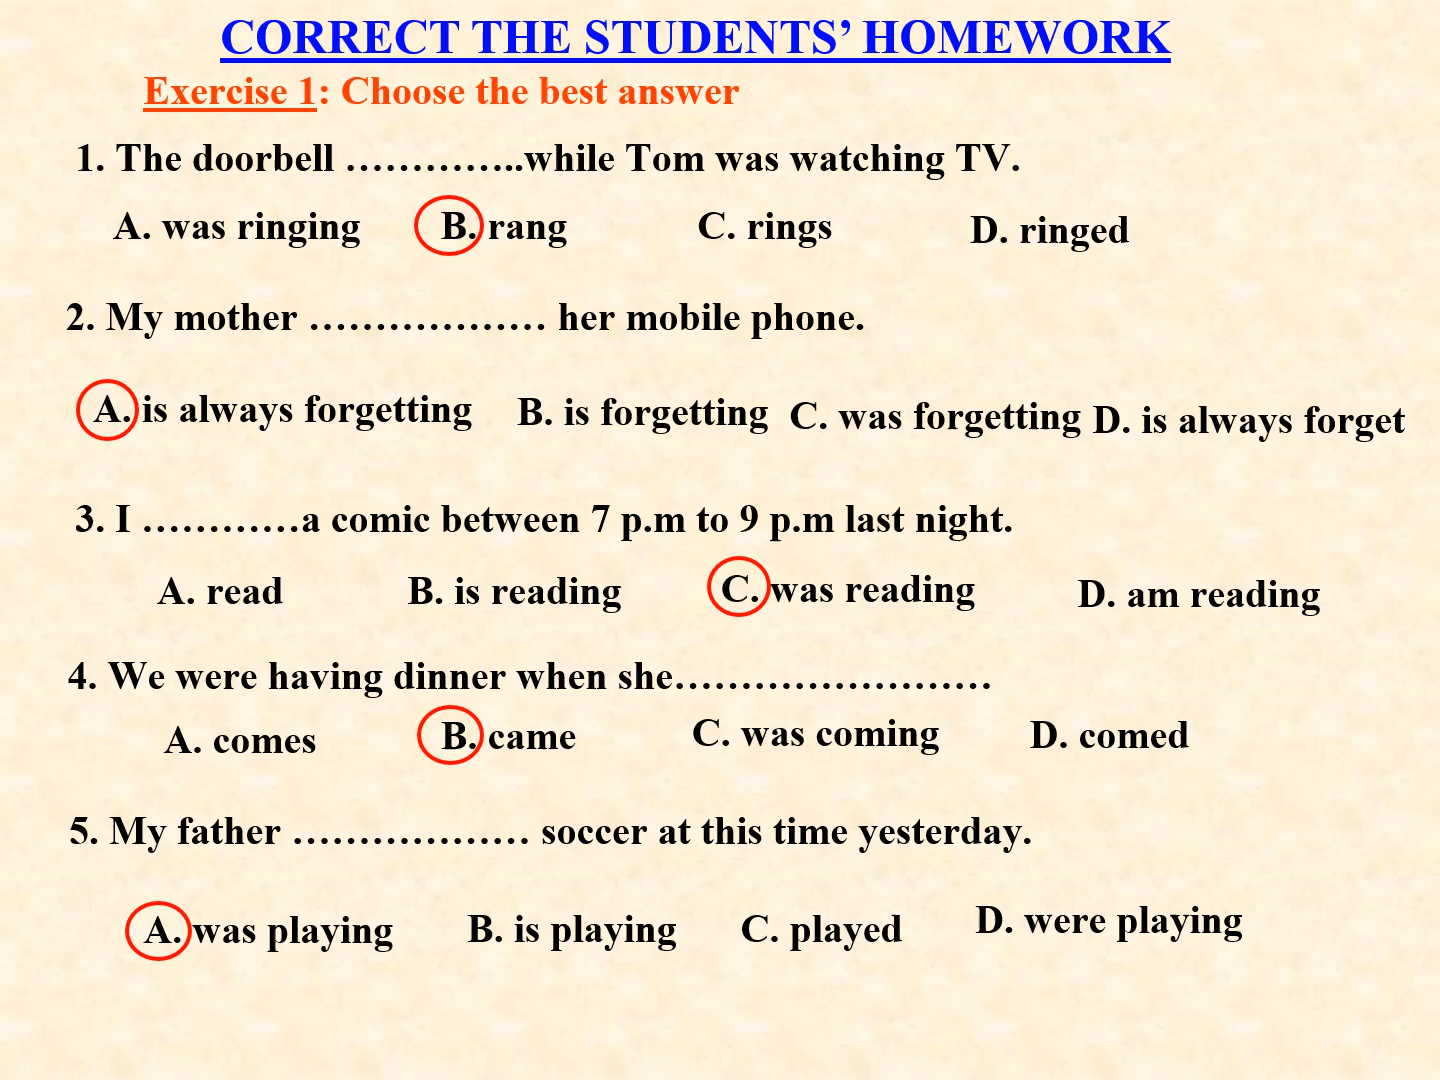 CORRECT THE STUDENTS’ HOMEWORK
Exercise 1: Choose the best answer
1. The doorbell …………..while Tom was watching TV.
A. was ringing B. rang C. rings D. ringed
2. My mother ……………… her mobile phone.
A. is always forgetting B. is forgetting C. was forgetting D. is always forget
3. I …………a comic between 7 p.m to 9 p.m last night.
A. read B. is reading C. was reading D. am reading
4. We were having dinner when she……………………
A. comes B. came C. was coming D. comed
5. My father ……………… soccer at this time yesterday.
A. was playing B. is playing C. played D. were playing